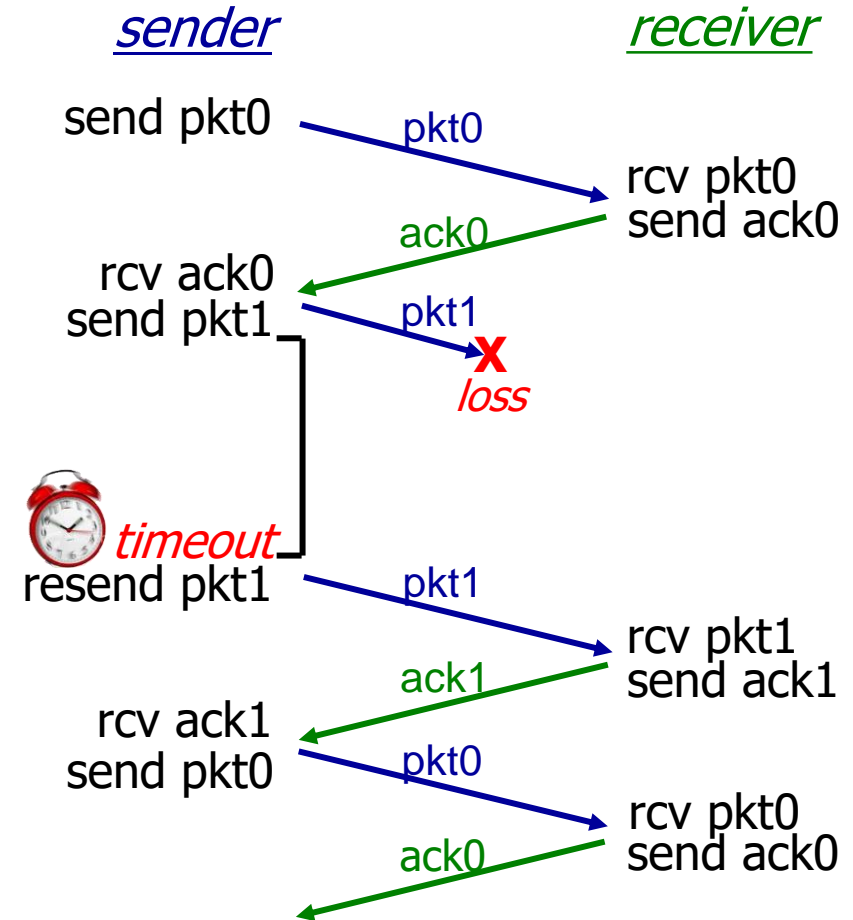 sender receiver
send pkt0
pkt0
rcv pkt0
send ack0
ack0
rcv ack0
send pkt1
pkt1
X
loss
timeout
resend pkt1
pkt1
rcv pkt1
send ack1
ack1
rcv ack1
send pkt0
pkt0
rcv pkt0
send ack0
ack0